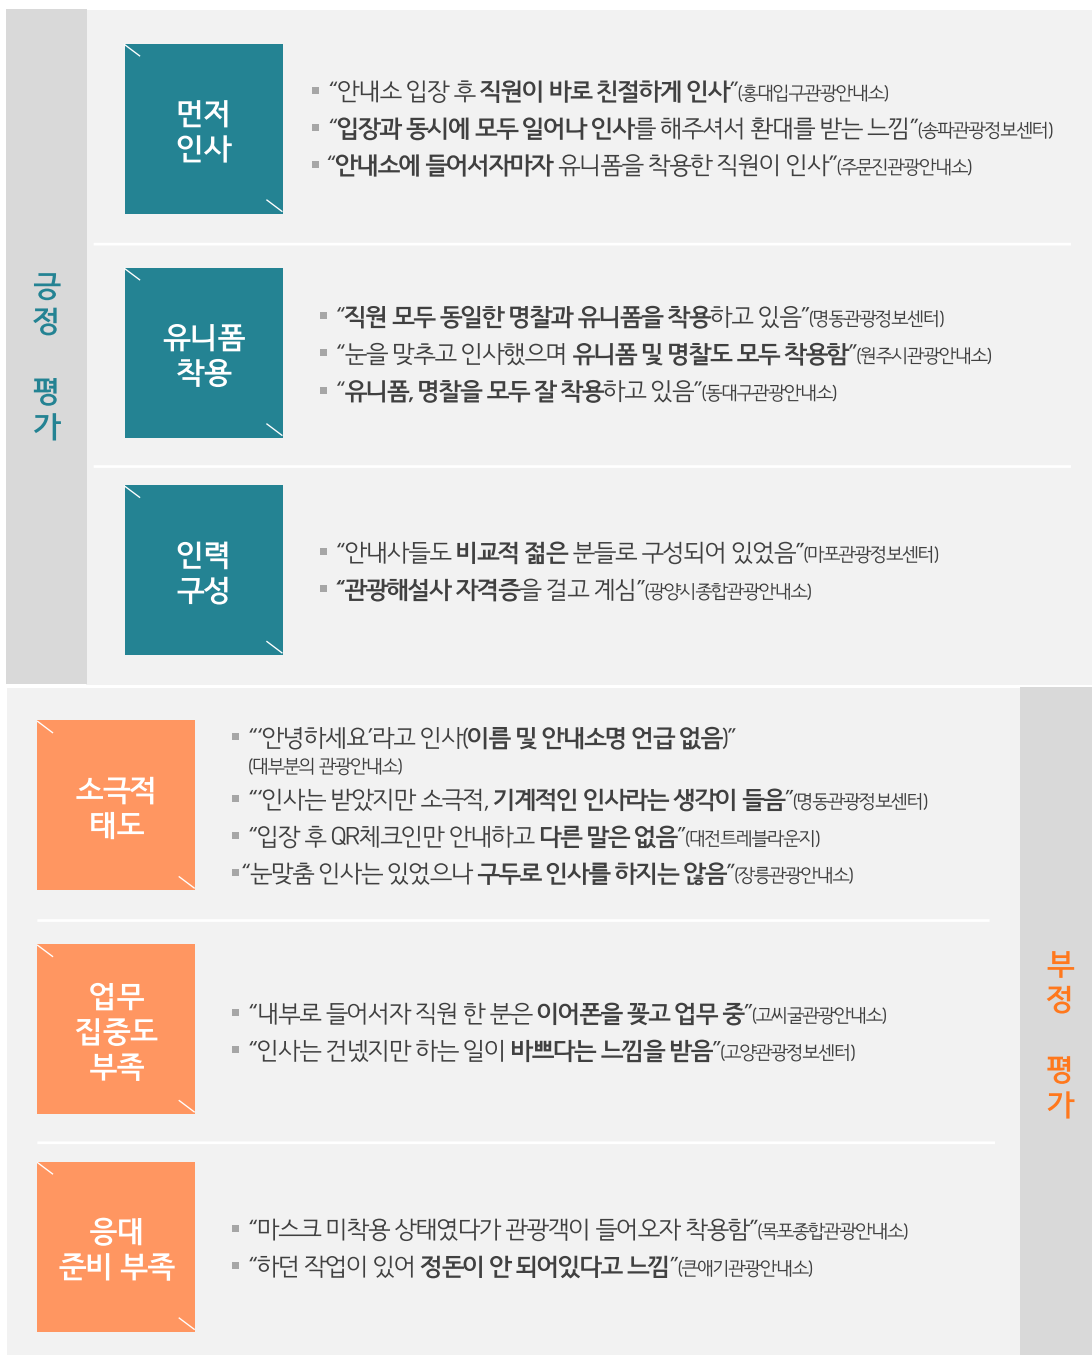 긍정 평가
먼저
인사
“안내소 입장 후 직원이 바로 친절하게 인사”(홍대입구관광안내소)
“입장과 동시에 모두 일어나 인사를 해주셔서 환대를 받는 느낌”(송파관광정보센터)
“안내소에 들어서자마자 유니폼을 착용한 직원이 인사”(주문진관광안내소)
유니폼
착용
“직원 모두 동일한 명찰과 유니폼을 착용하고 있음”(명동관광정보센터)
“눈을 맞추고 인사했으며 유니폼 및 명찰도 모두 착용함”(원주시관광안내소)
“유니폼, 명찰을 모두 잘 착용하고 있음”(동대구관광안내소)
인력
구성
“안내사들도 비교적 젊은 분들로 구성되어 있었음”(마포관광정보센터)
“관광해설사 자격증을 걸고 계심”(광양시종합관광안내소)
부정 평가
소극적
태도
“‘안녕하세요’라고 인사(이름 및 안내소명 언급 없음)”
(대부분의 관광안내소)
“‘인사는 받았지만 소극적, 기계적인 인사라는 생각이 들음”(명동관광정보센터)
“입장 후 QR체크인만 안내하고 다른 말은 없음”(대전트레블라운지)
“눈맞춤 인사는 있었으나 구두로 인사를 하지는 않음”(장릉관광안내소)
업무
집중도
부족
“내부로 들어서자 직원 한 분은 이어폰을 꽂고 업무 중”(고씨굴관광안내소)
“인사는 건넸지만 하는 일이 바쁘다는 느낌을 받음”(고양관광정보센터)
응대
준비 부족
“마스크 미착용 상태였다가 관광객이 들어오자 착용함”(목포종합관광안내소)
“하던 작업이 있어 정돈이 안 되어있다고 느낌”(큰애기관광안내소)